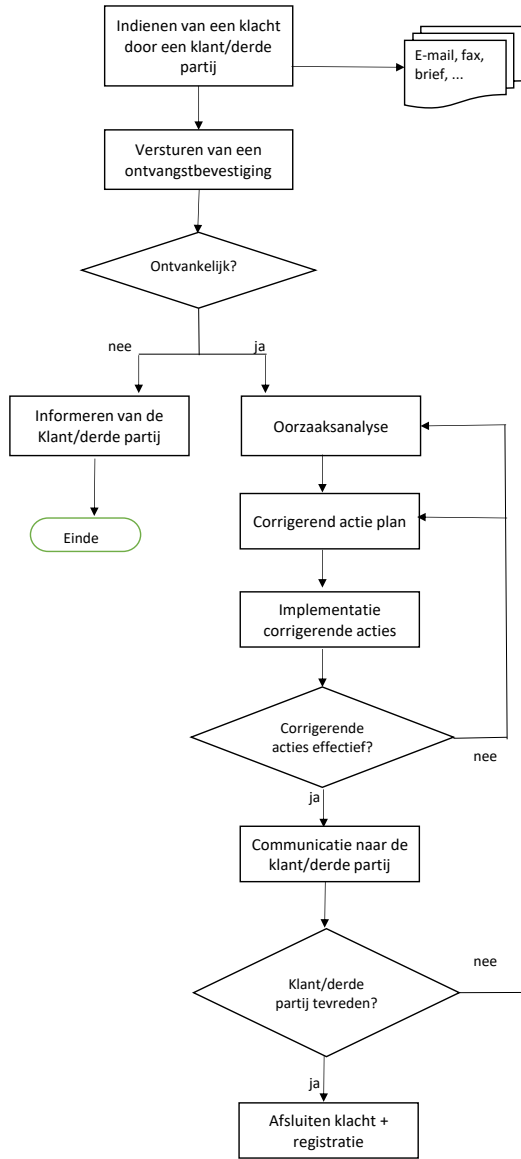 Indienen van een klacht
door een klant/derde
partij
E-mail, fax,
brief, ...
Versturen van een
ontvangstbevestiging
Ontvankelijk?
nee
ja
Informeren van de
Klant/derde partij
Oorzaaksanalyse
Einde
Corrigerend actie plan
Implementatie
corrigerende acties
Corrigerende
acties effectief?
nee
ja
Communicatie naar de
klant/derde partij
Klant/derde
partij tevreden?
nee
ja
Afsluiten klacht +
registratie